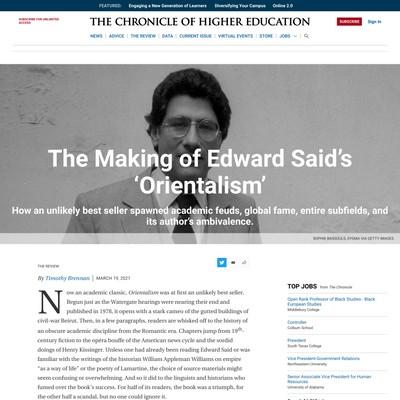 FEATURED: Engaging a New Generation of Learners Diversifying Your Campus Online 2.0
SUBSCRIBE FOR UNLIMITED
ACCESS
THE CHRONICLE OF HIGHER EDUCATION
SUBSCRIBE Sign In
NEWS ADVICE THE REVIEW DATA CURRENT ISSUE VIRTUAL EVENTS STORE JOBS
The Making of Edward Said’s
‘Orientalism’
How an unlikely best seller spawned academic feuds, global fame, entire subfields, and
its author’s ambivalence.
SOPHIE BASSOULS, SYGMA VIA GETTY IMAGES
THE REVIEW
By Timothy Brennan | MARCH 19, 2021
Now an academic classic, Orientalism was at first an unlikely best seller.
Begun just as the Watergate hearings were nearing their end and
published in 1978, it opens with a stark cameo of the gutted buildings of
civil-war Beirut. Then, in a few paragraphs, readers are whisked off to the history of
an obscure academic discipline from the Romantic era. Chapters jump from 19th-
century fiction to the opéra bouffe of the American news cycle and the sordid
doings of Henry Kissinger. Unless one had already been reading Edward Said or was
familiar with the writings of the historian William Appleman Williams on empire
“as a way of life” or the poetry of Lamartine, the choice of source materials might
seem confusing or overwhelming. And so it did to the linguists and historians who
fumed over the book’s success. For half of its readers, the book was a triumph, for
the other half a scandal, but no one could ignore it.
TOP JOBS from The Chronicle
Open Rank Professor of Black Studies - Black
European Studies
Middlebury College
Controller
Colburn School
President
South Texas College
Vice President Government Relations
Northeastern University
Senior Associate Vice President for Human
Resources
University of Alabama